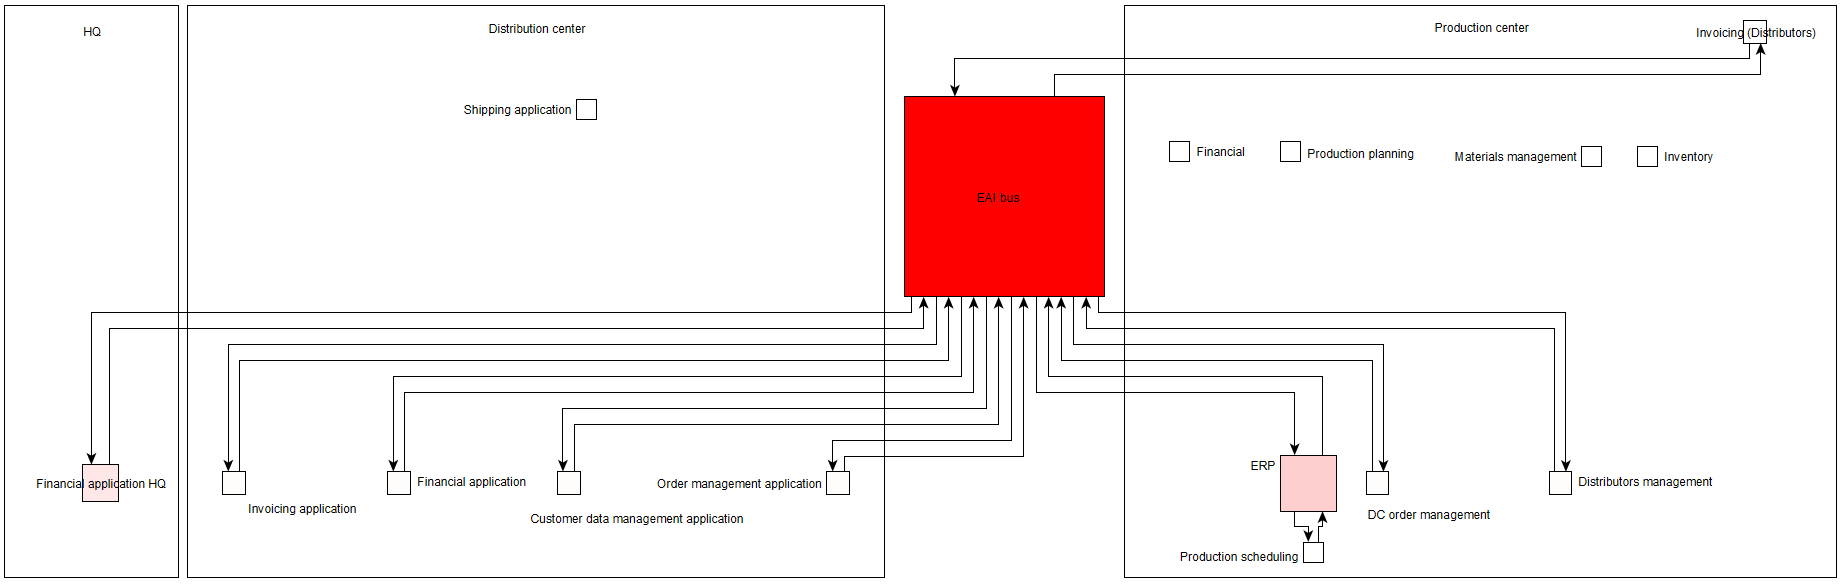 HQ
Distribution center
Production center
Invoicing (Distributors)
Shipping application
Financial
Production planning
Materials management
Inventory
EAI bus
Financial application HQ
Invoicing application
Financial application
Customer data management application
Order management application
ERP
DC order management
Distributors management
Production scheduling